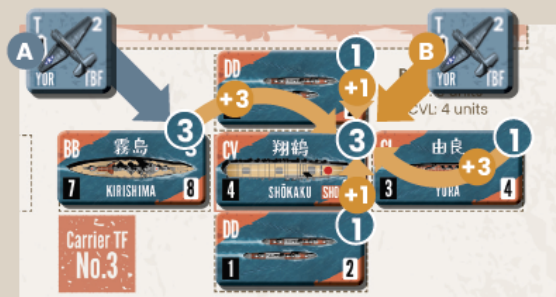 T 2
A
YOR TBF
T 2
B
YOR TBF
DD
1
+1
+3
CVL: 4 units
3
3
1
BB 霧島
7 KIRISHIMA 8
CV 翔鶴
4 SHŌKAKU
由良
3 YURA 4
+3
+1
1
DD
1 2
Carrier TF
No.3